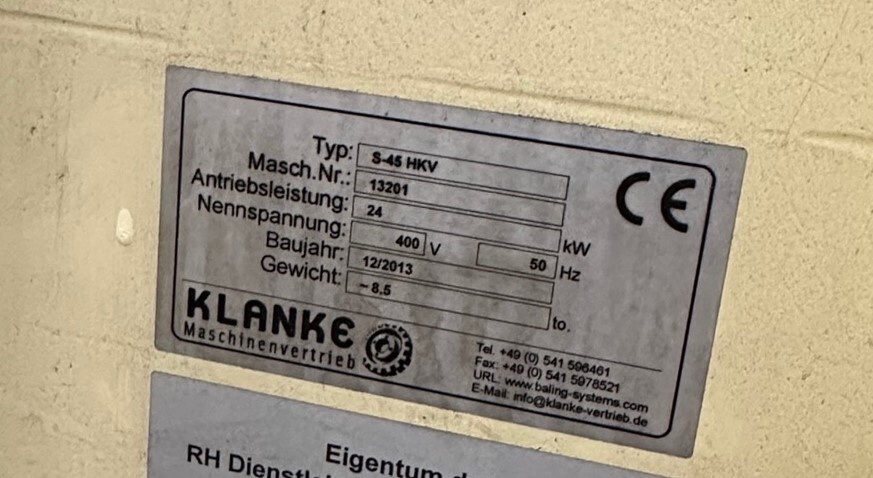 Typ: S-45 HKV
Masch.Nr.: 13201
Antriebsleistung: 24 kW
Nennspannung: 400 V 50 Hz
Baujahr: 12/2013
Gewicht: ~8.5 to.
CE
KLANKE
Maschinenvertrieb
Tel. +49 (0) 541 596461
Fax: +49 (0) 541 5978521
URL: www.baling-systems.com
E-Mail: info@klanke-vertrieb.de
Eigentum
RH